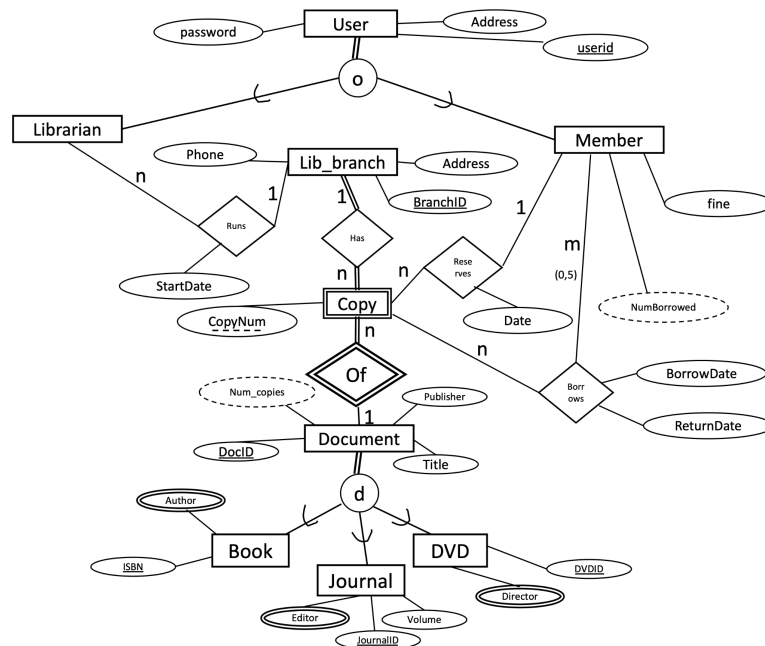 User
password
Address
userid
o
Librarian
Member
Phone
Lib_branch
Address
n
1
1
BranchID
1
fine
Runs
Has
m
StartDate
n
n
Rese
rves
(0,5)
Copy
NumBorrowed
CopyNum
Date
n
n
Of
Borr
ows
BorrowDate
Num_copies
Publisher
ReturnDate
1
Document
DocID
Title
d
Author
Book
DVD
ISBN
DVDID
Journal
Director
Editor
Volume
JournalID